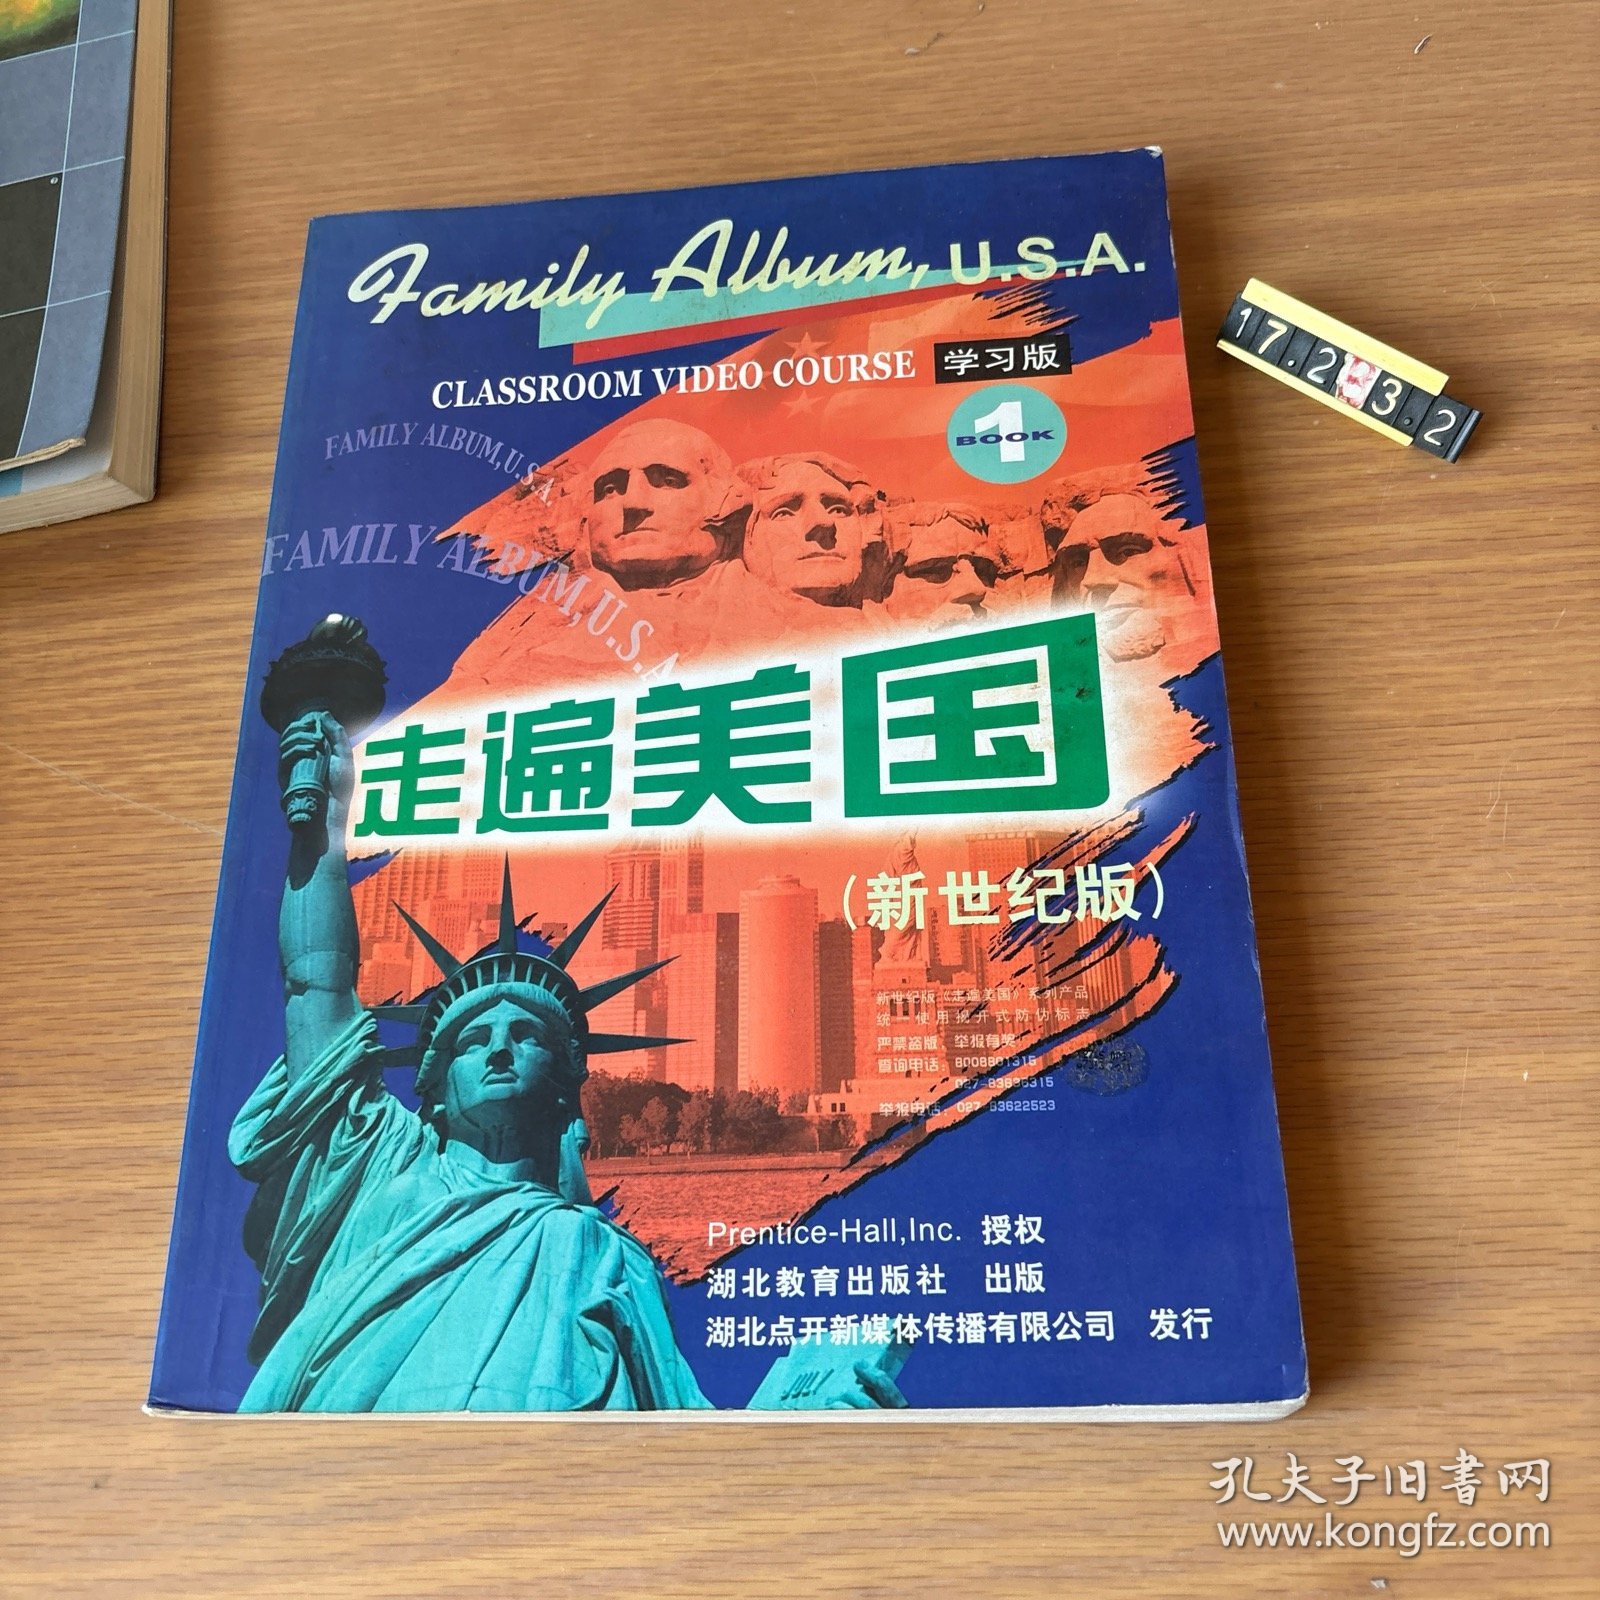 Family Album, U.S.A.
CLASSROOM VIDEO COURSE 学习版
BOOK 1
FAMILY ALBUM, U.S.A.
FAMILY ALBUM, U.S.A.
走遍美国
(新世纪版)
新世纪版《走遍美国》系列产品
统一使用揭开式防伪标志
严禁盗版，举报有奖
查询电话：8008801315
027-83636315
举报电话：027-83622523
Prentice-Hall,Inc. 授权
湖北教育出版社 出版
湖北点开新媒体传播有限公司 发行
17.2 3.2
孔夫子旧书网
www.kongfz.com